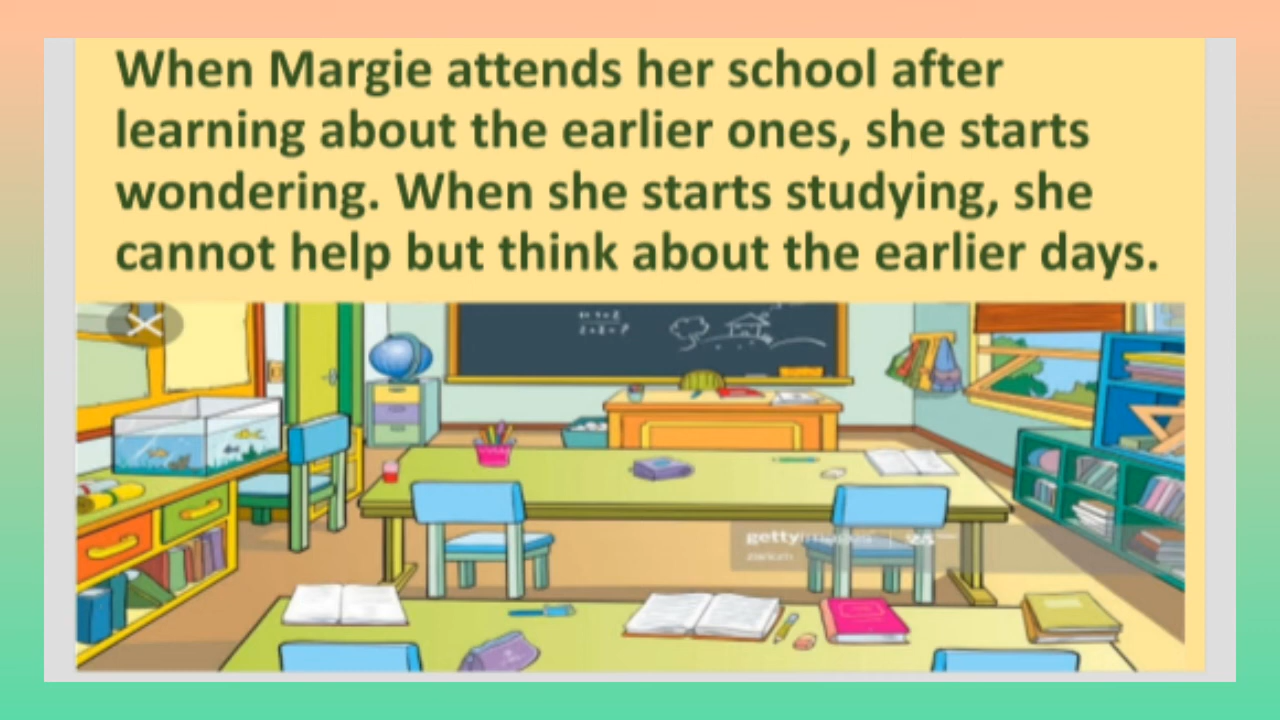 When Margie attends her school after
learning about the earlier ones, she starts
wondering. When she starts studying, she
cannot help but think about the earlier days.
getty